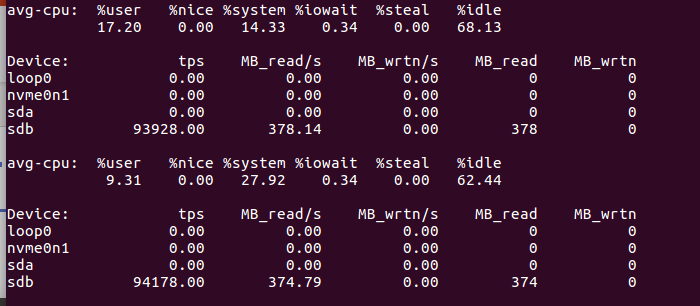 avg-cpu:  %user   %nice %system %iowait  %steal   %idle
          17.20    0.00   14.33    0.34    0.00   68.13
Device:            tps    MB_read/s    MB_wrtn/s    MB_read    MB_wrtn
loop0             0.00         0.00         0.00          0          0
nvme0n1           0.00         0.00         0.00          0          0
sda               0.00         0.00         0.00          0          0
sdb           93928.00       378.14         0.00        378          0
avg-cpu:  %user   %nice %system %iowait  %steal   %idle
           9.31    0.00   27.92    0.34    0.00   62.44
Device:            tps    MB_read/s    MB_wrtn/s    MB_read    MB_wrtn
loop0             0.00         0.00         0.00          0          0
nvme0n1           0.00         0.00         0.00          0          0
sda               0.00         0.00         0.00          0          0
sdb           94178.00       374.79         0.00        374          0